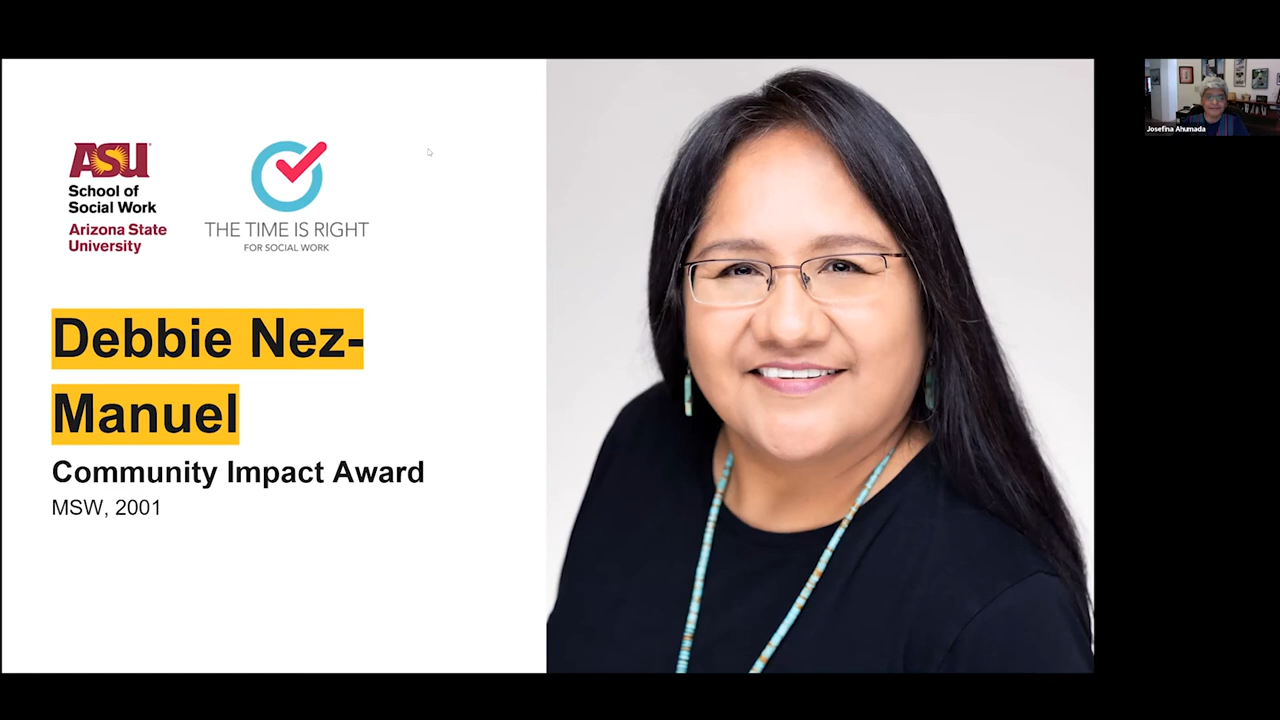 ASU
School of
Social Work
Arizona State
University
THE TIME IS RIGHT
FOR SOCIAL WORK
Debbie Nez-
Manuel
Community Impact Award
MSW, 2001
Josefina Ahumada